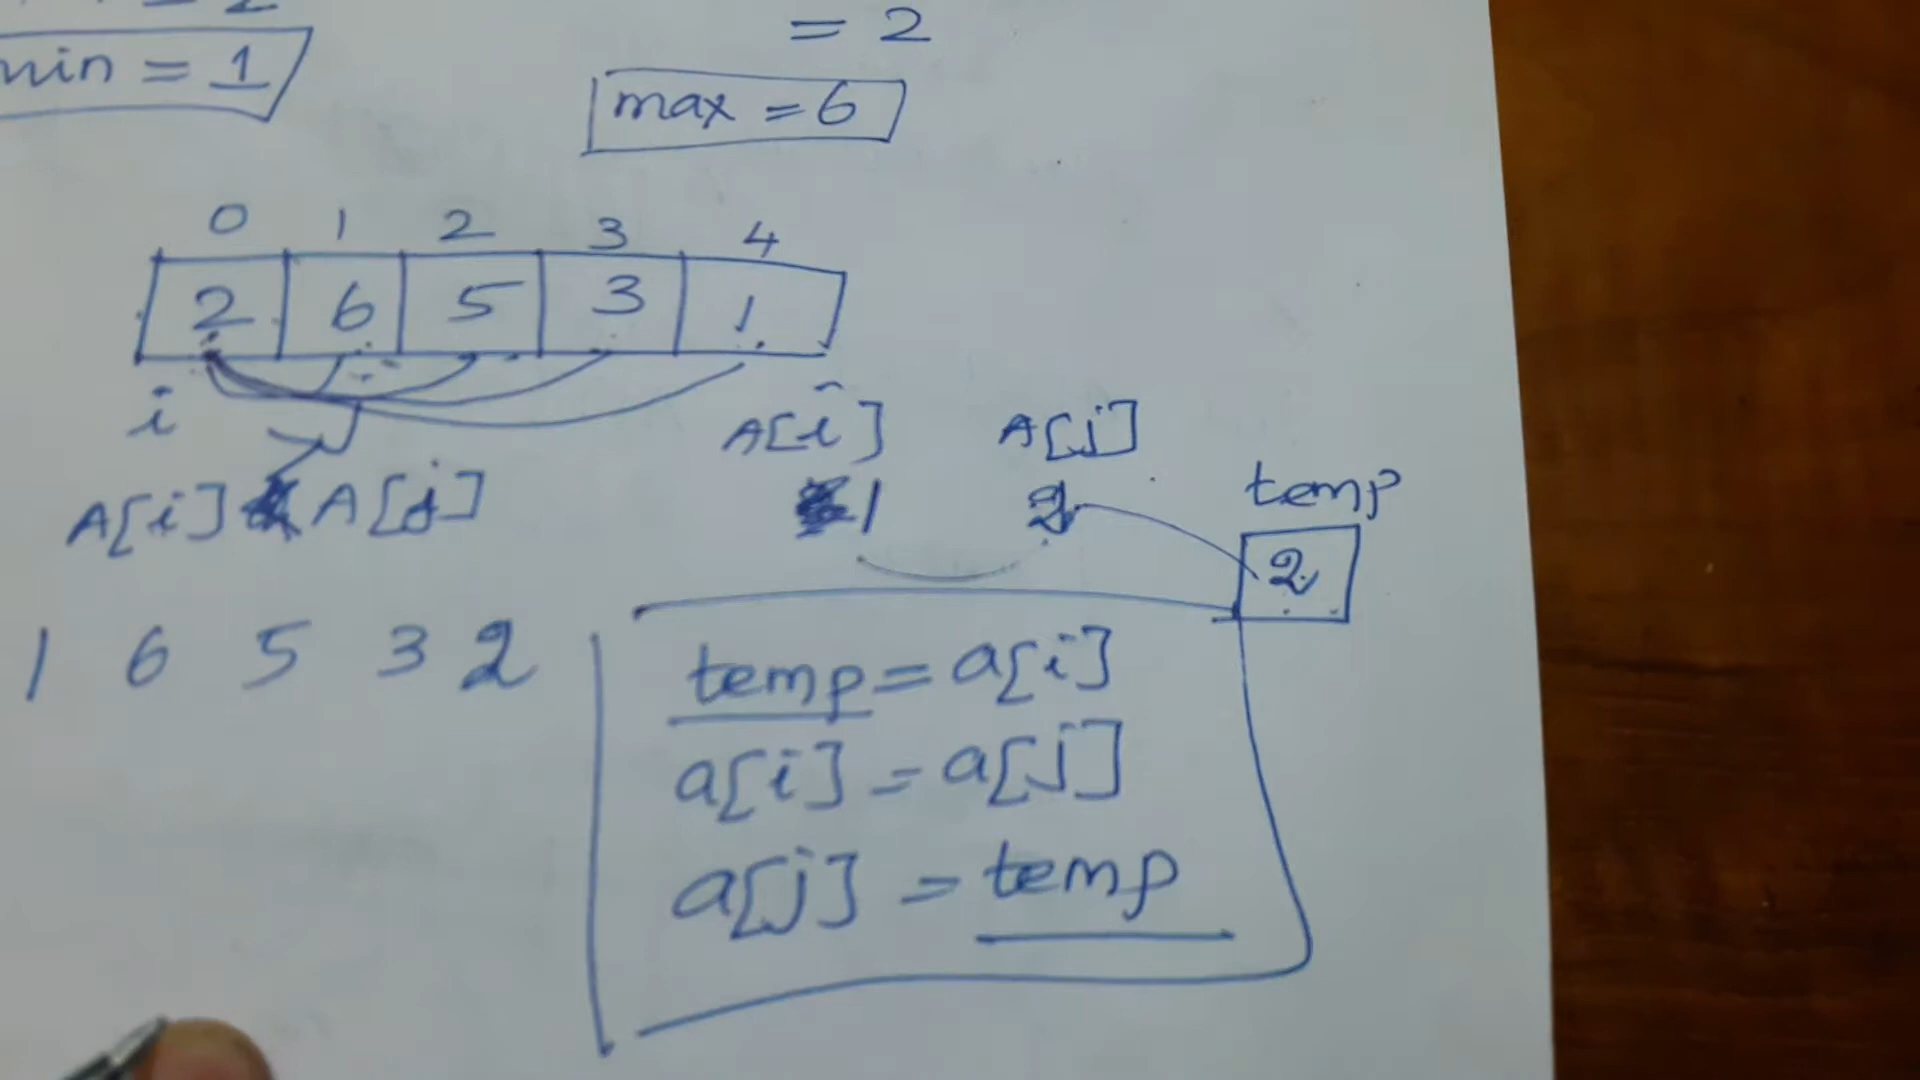 = 2
min = 1
max = 6
0 1 2 3 4
2 6 5 3 1
i
A[i] A[j]
A[i] A[j]
1 2
temp
2
1 6 5 3 2
temp = a[i]
a[i] = a[j]
a[j] = temp